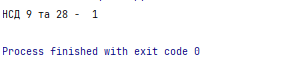 НСД 9 та 28 -  1
Process finished with exit code 0